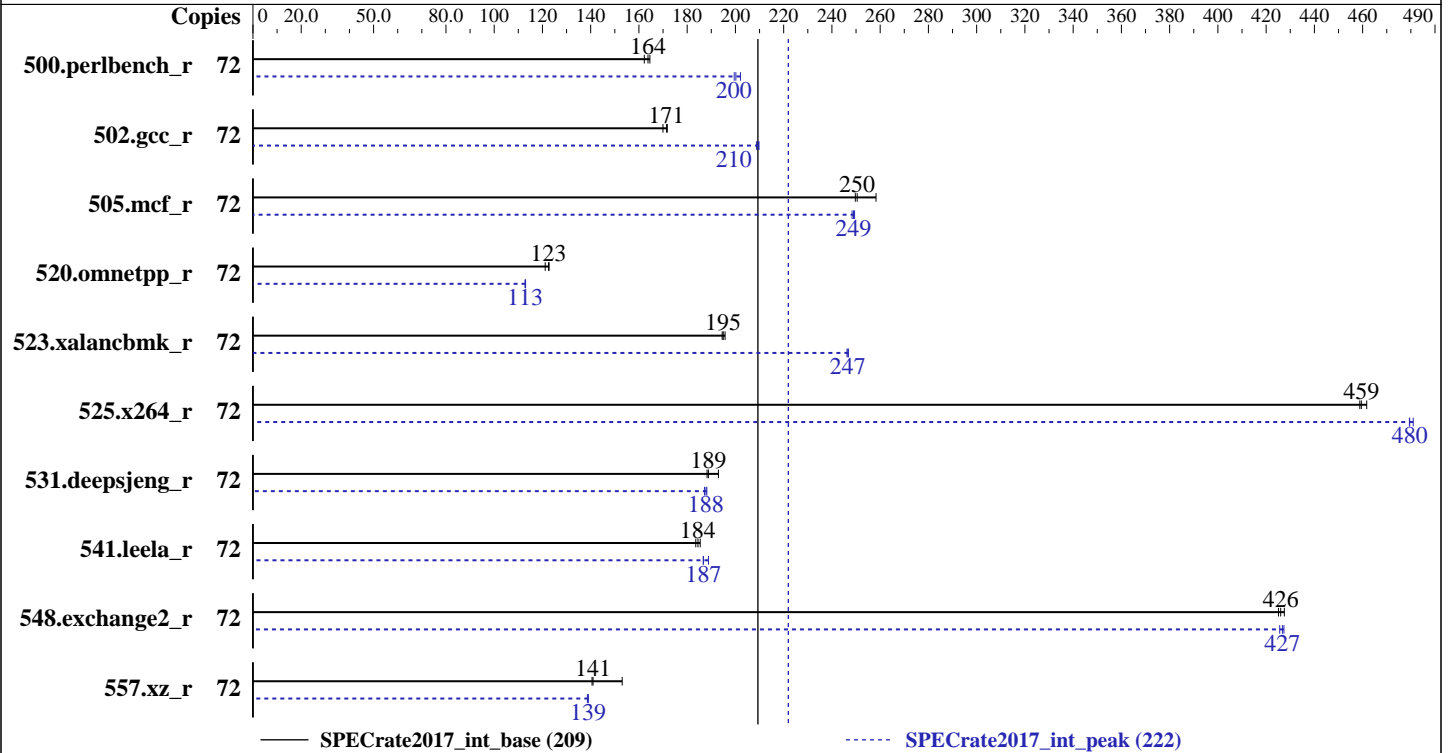 Copies 0 20.0 50.0 80.0 100 120 140 160 180 200 220 240 260 280 300 320 340 360 380 400 420 440 460 490
164
500.perlbench_r 72
200
171
502.gcc_r 72
210
250
505.mcf_r 72
249
123
520.omnetpp_r 72
113
195
523.xalancbmk_r 72
247
459
525.x264_r 72
480
189
531.deepsjeng_r 72
188
184
541.leela_r 72
187
426
548.exchange2_r 72
427
141
557.xz_r 72
139
SPECrate2017_int_base (209) SPECrate2017_int_peak (222)